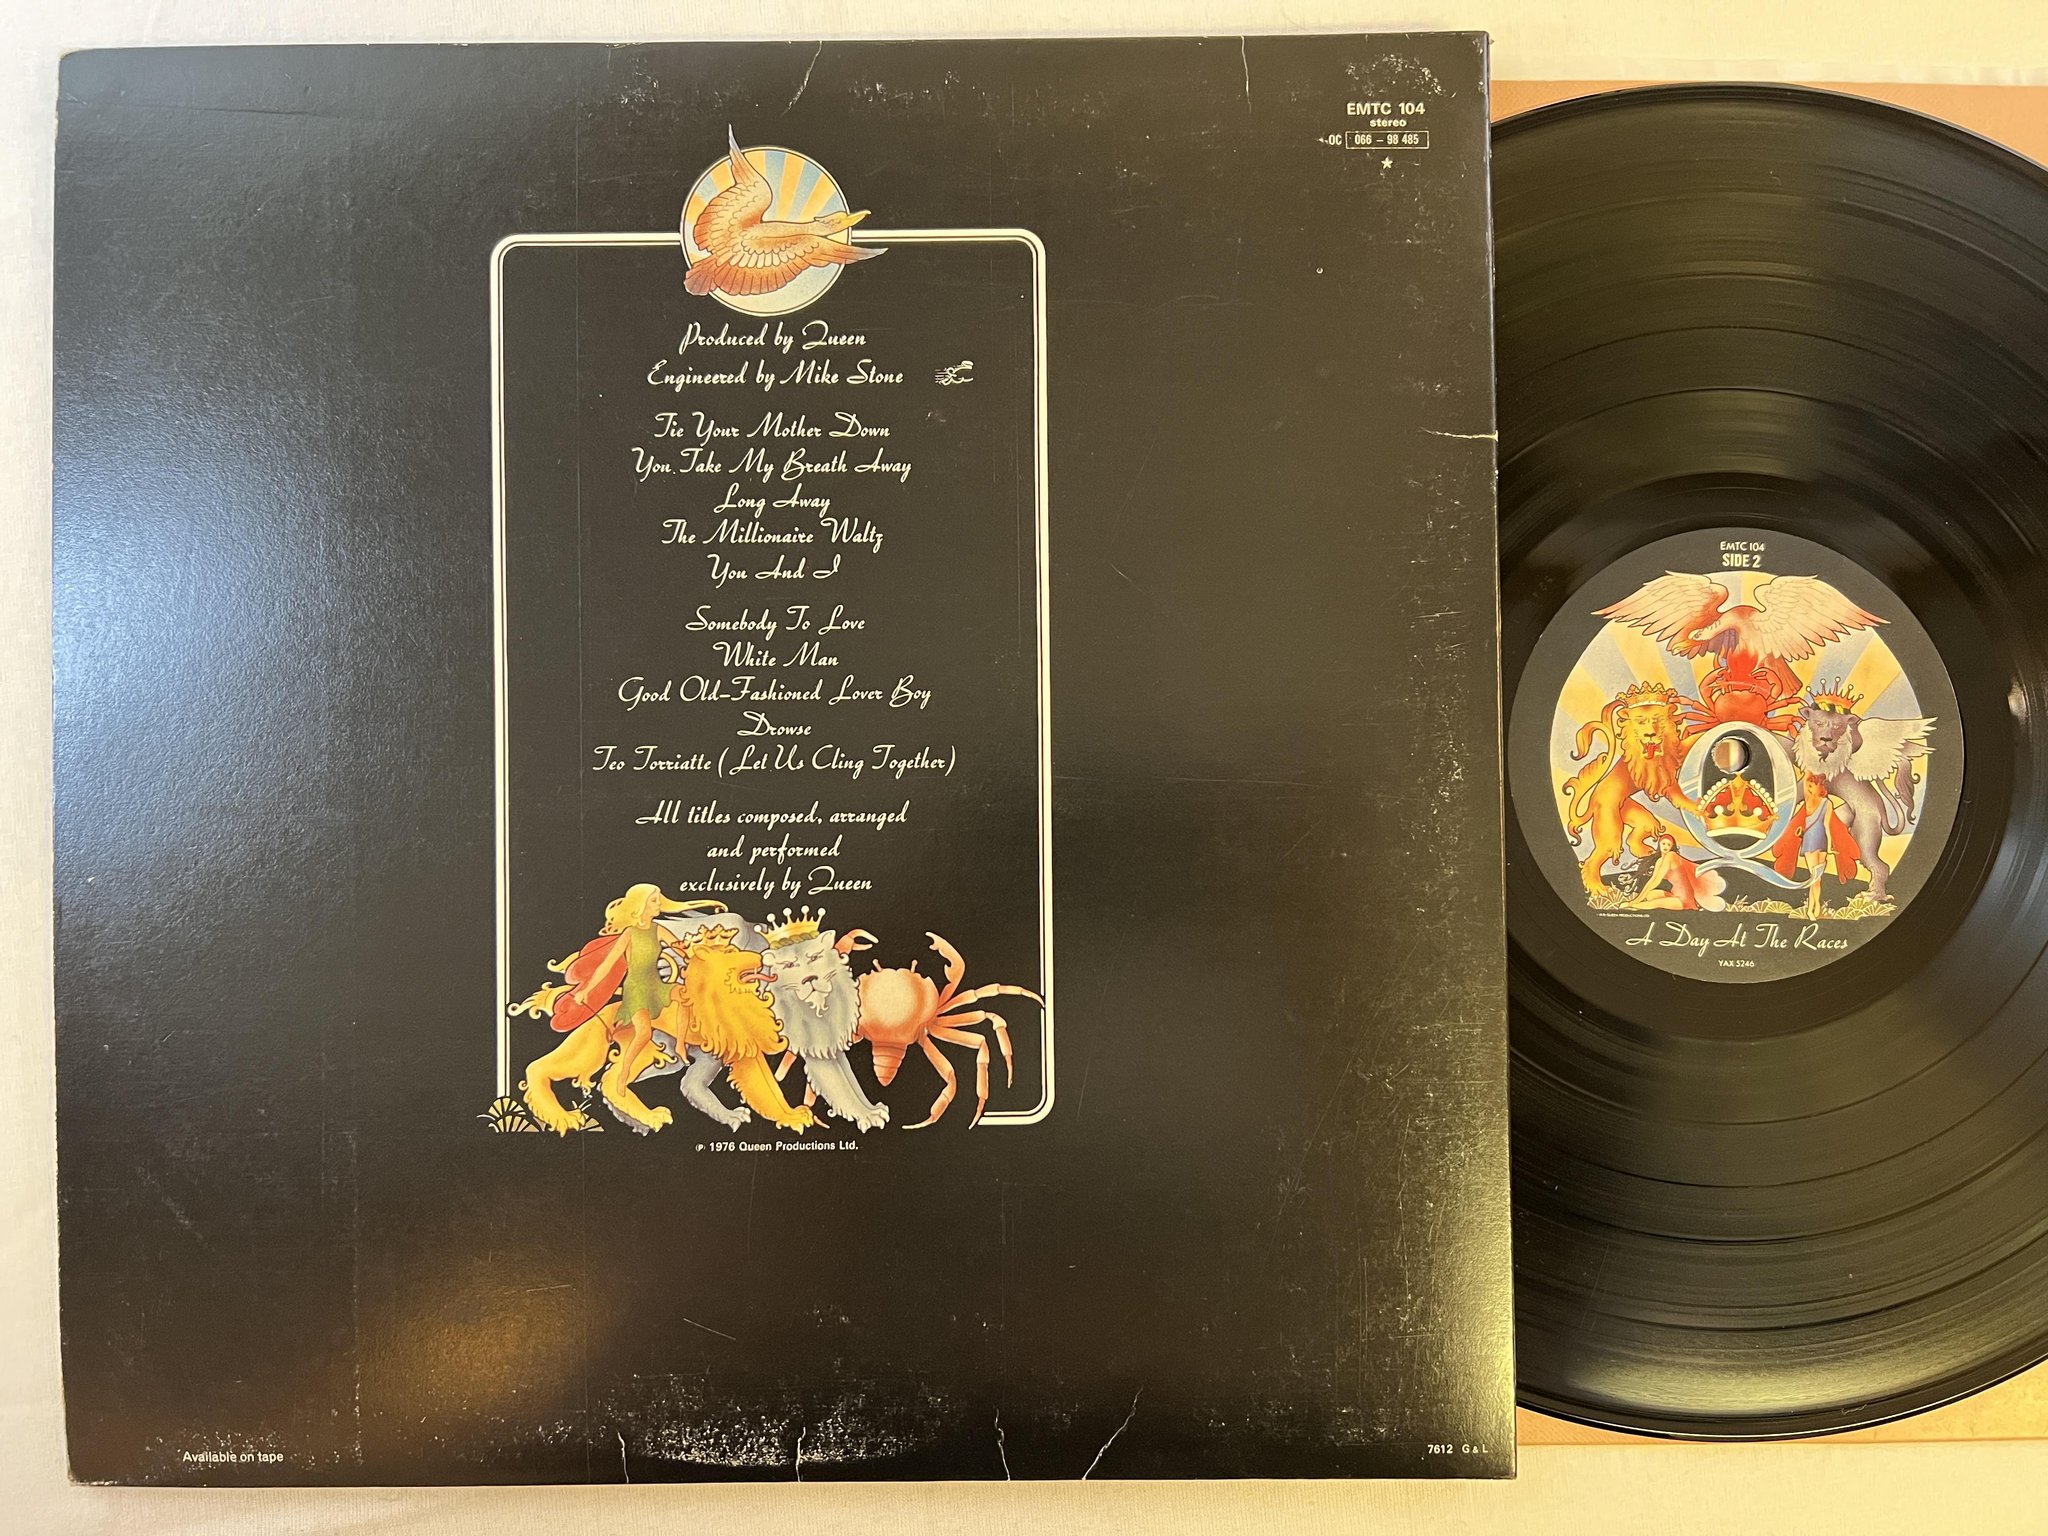 EMTC 104
stereo
OC 066 – 98 485
Produced by Queen
Engineered by Mike Stone
Tie Your Mother Down
You Take My Breath Away
Long Away
The Millionaire Waltz
You And I
Somebody To Love
White Man
Good Old-Fashioned Lover Boy
Drowse
Teo Torriatte (Let Us Cling Together)
All titles composed, arranged
and performed
exclusively by Queen
℗ 1976 Queen Productions Ltd.
Available on tape
7612 G & L
EMTC 104
SIDE 2
Q
A Day At The Races
YAX 5246